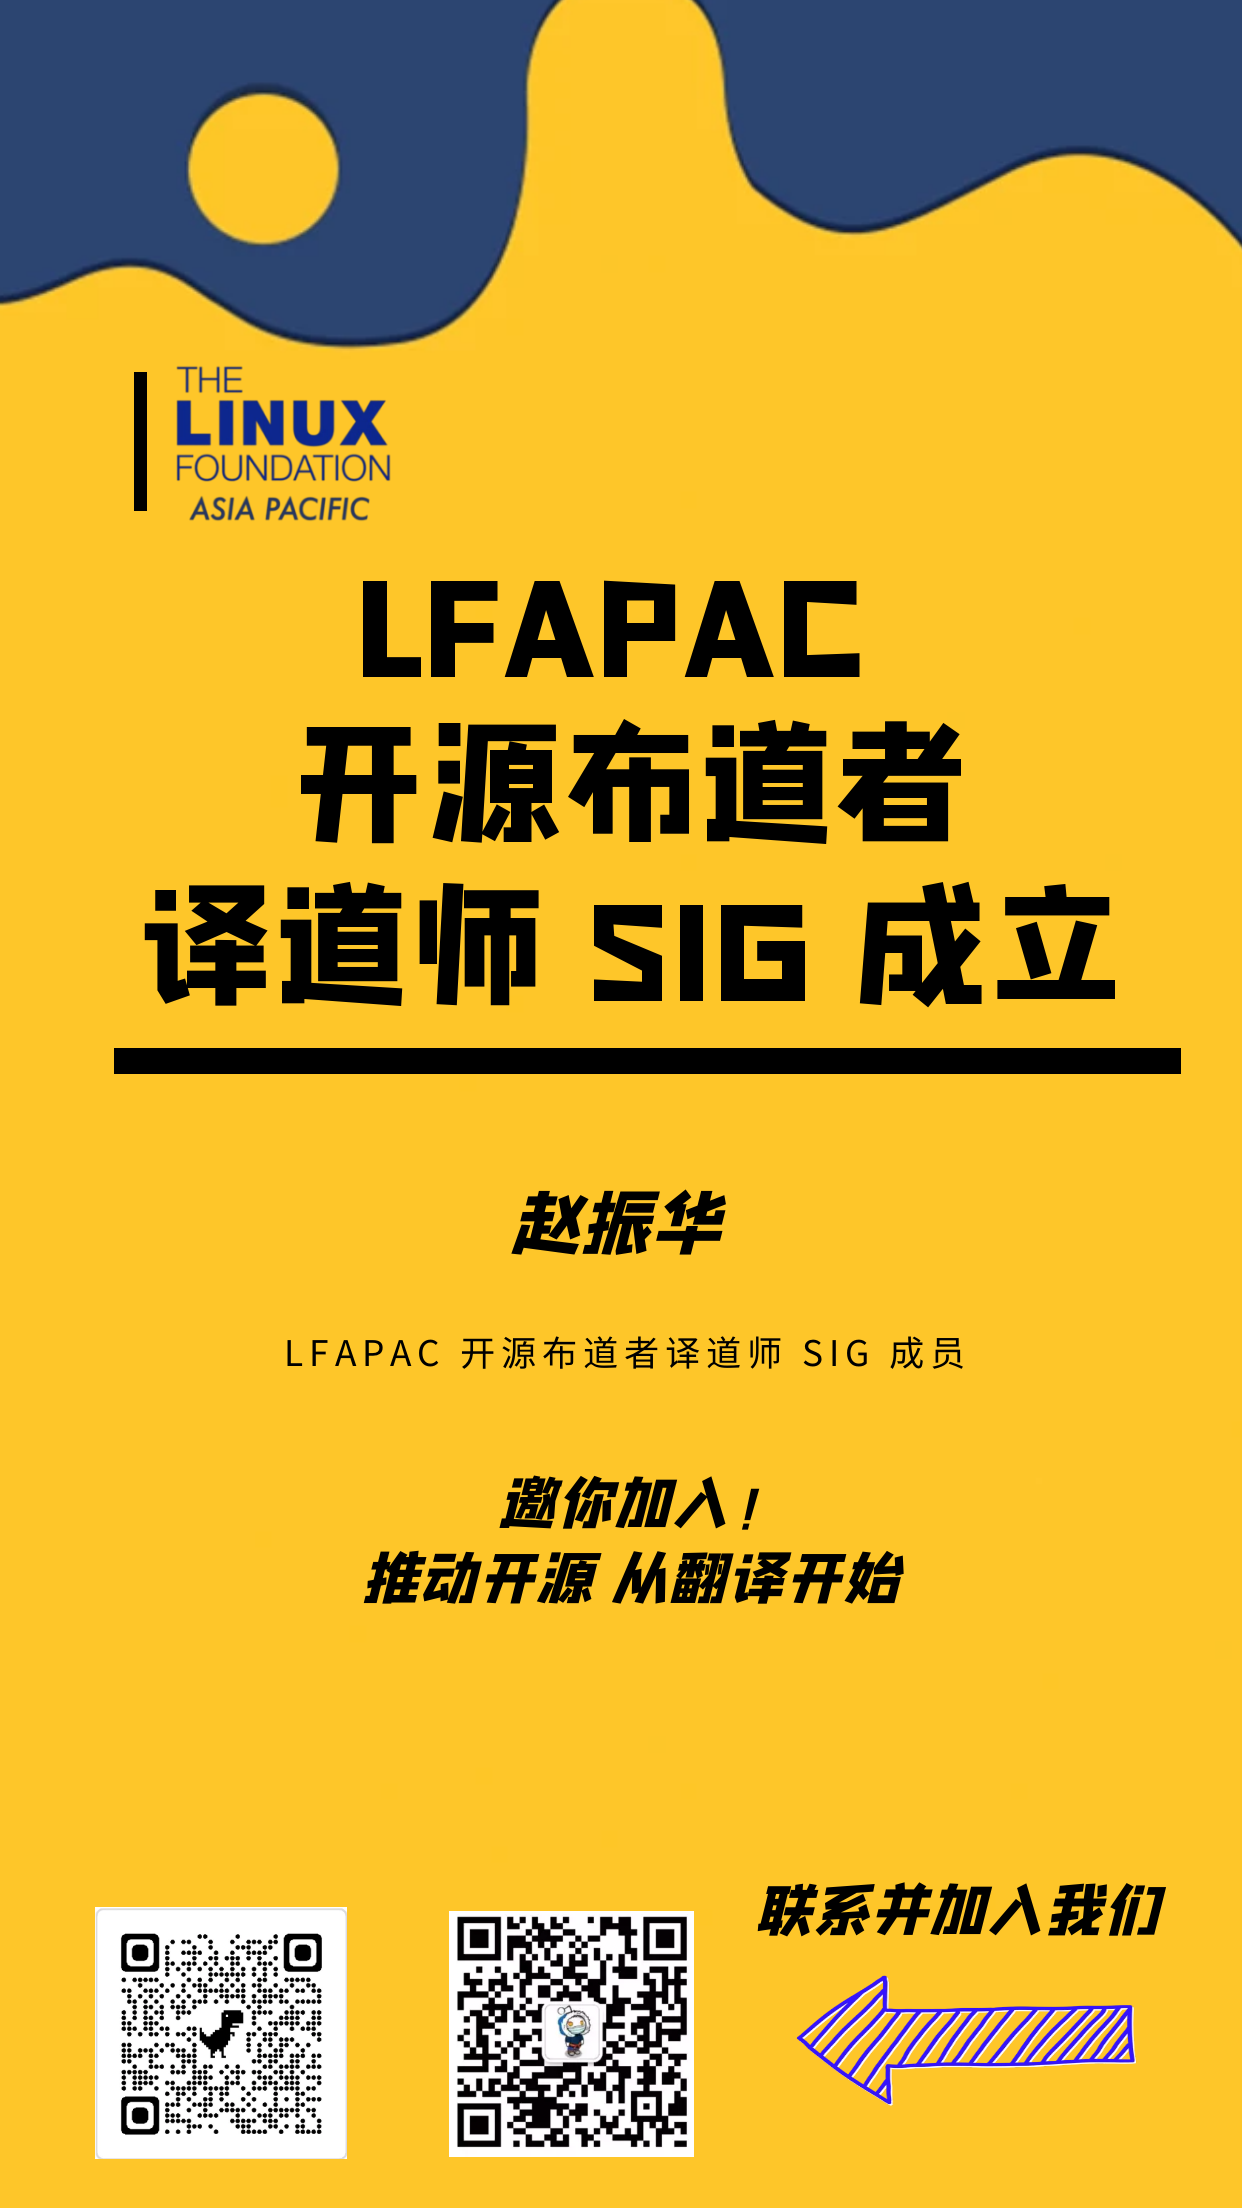 THE
LINUX
FOUNDATION
ASIA PACIFIC
LFAPAC
开源布道者
译道师 SIG 成立
赵振华
LFAPAC 开源布道者译道师 SIG 成员
邀你加入!
推动开源 从翻译开始
联系并加入我们